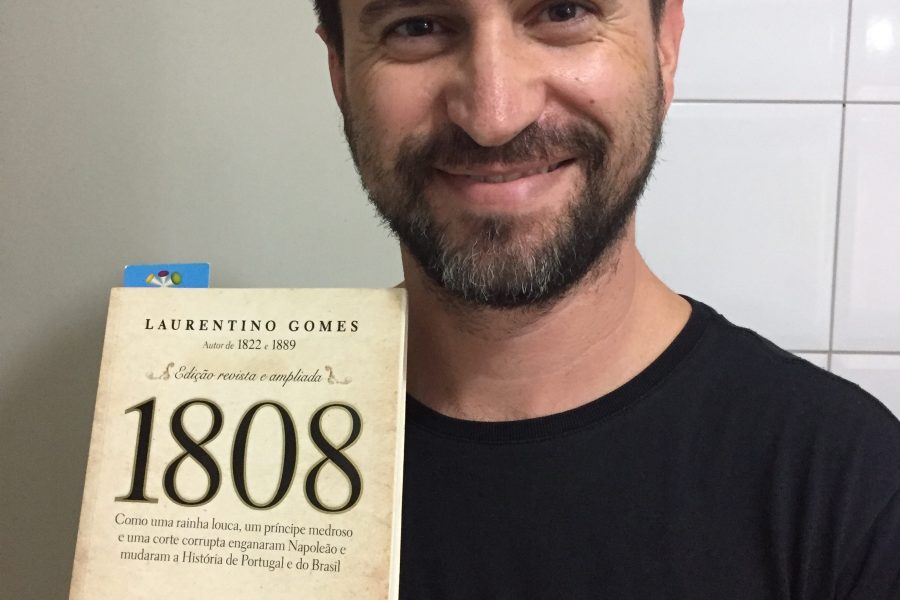 LAURENTINO GOMES
Autor de 1822 e 1889
Edição revista e ampliada
1808
Como uma rainha louca, um príncipe medroso
e uma corte corrupta enganaram Napoleão e
mudaram a História de Portugal e do Brasil